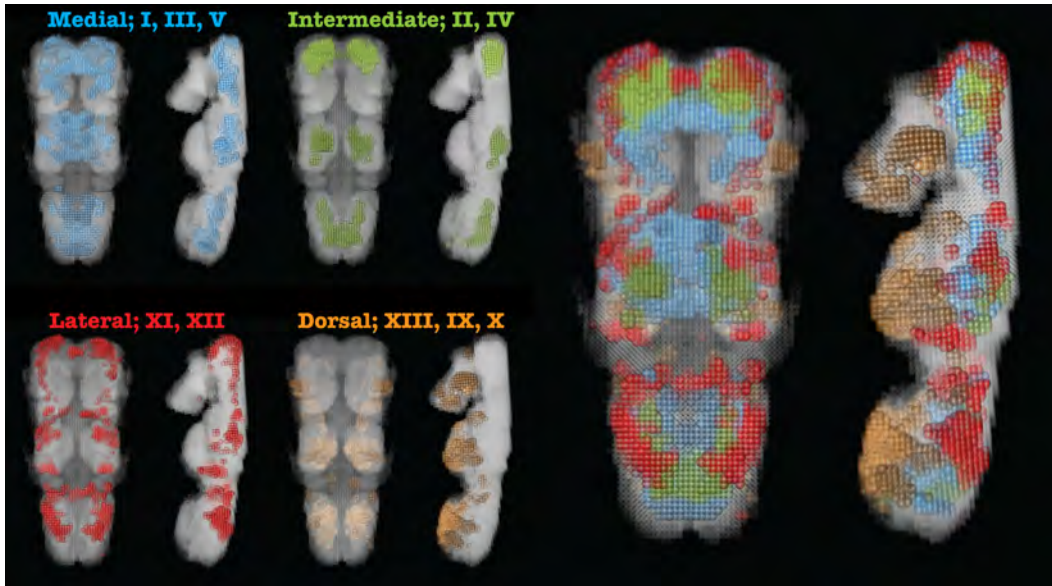 Medial; I, III, V
Intermediate; II, IV
Lateral; XI, XII
Dorsal; XIII, IX, X